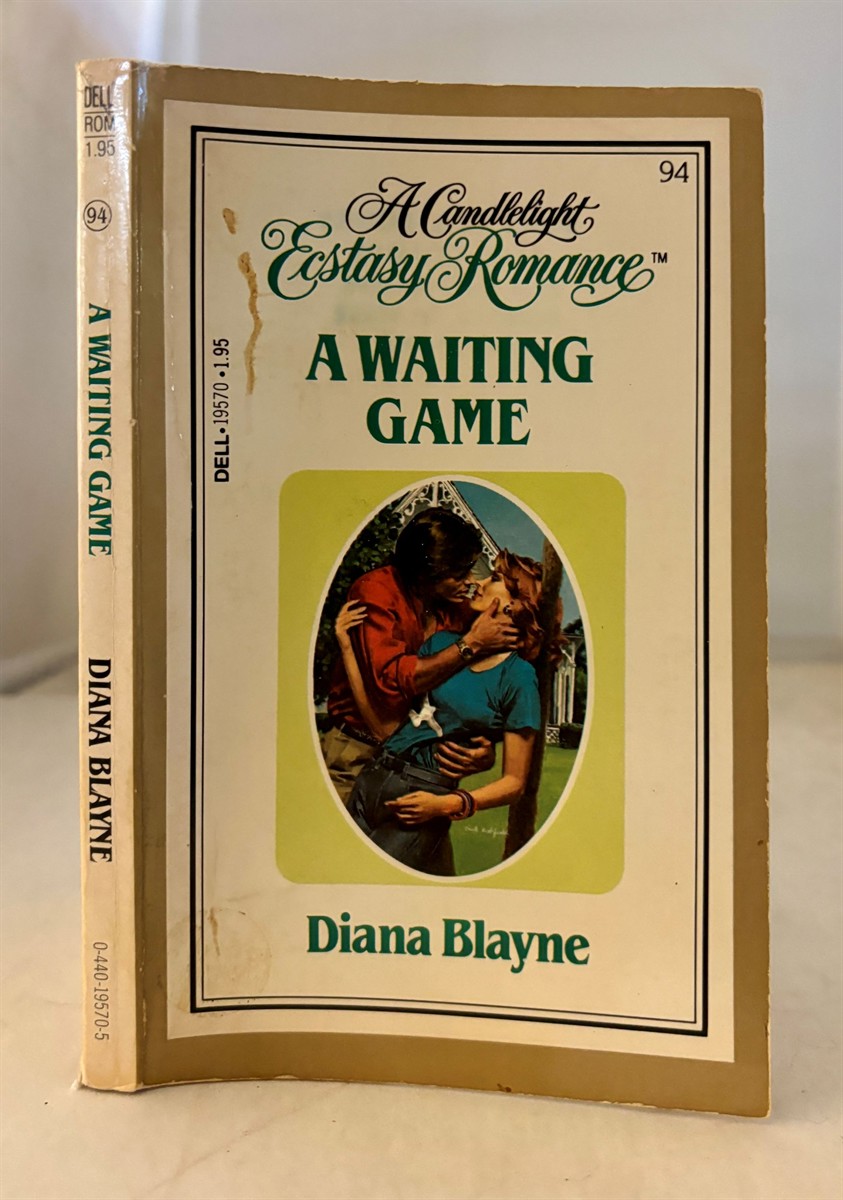 DELL
ROM
1.95
94
A WAITING GAME
DIANA BLAYNE
0-440-19570-5
94
A Candlelight
Ecstasy Romance™
DELL•19570•1.95
A WAITING
GAME
Diana Blayne